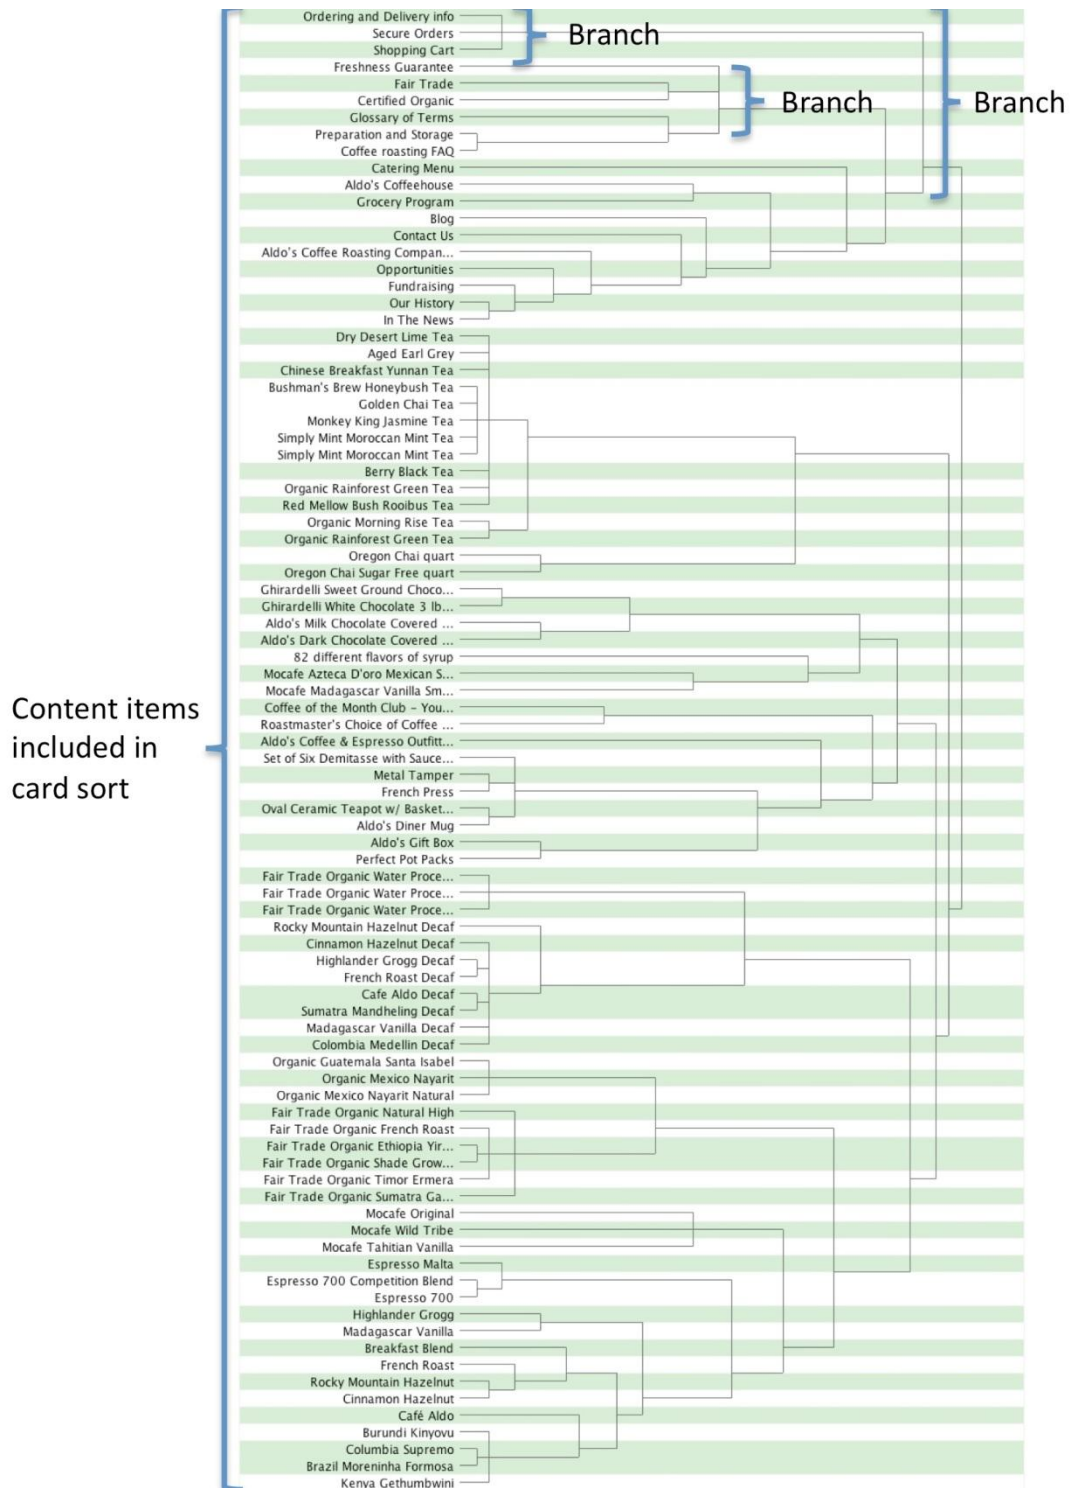 Ordering and Delivery info
Secure Orders
Shopping Cart
Branch
Freshness Guarantee
Fair Trade
Certified Organic
Branch
Branch
Glossary of Terms
Preparation and Storage
Coffee roasting FAQ
Catering Menu
Aldo's Coffeehouse
Grocery Program
Blog
Contact Us
Aldo's Coffee Roasting Compan...
Opportunities
Fundraising
Our History
In The News
Dry Desert Lime Tea
Aged Earl Grey
Chinese Breakfast Yunnan Tea
Bushman's Brew Honeybush Tea
Golden Chai Tea
Monkey King Jasmine Tea
Simply Mint Moroccan Mint Tea
Simply Mint Moroccan Mint Tea
Berry Black Tea
Organic Rainforest Green Tea
Red Mellow Bush Rooibus Tea
Organic Morning Rise Tea
Organic Rainforest Green Tea
Oregon Chai quart
Oregon Chai Sugar Free quart
Ghirardelli Sweet Ground Choco...
Ghirardelli White Chocolate 3 lb...
Aldo's Milk Chocolate Covered ...
Aldo's Dark Chocolate Covered ...
82 different flavors of syrup
Mocafe Azteca D'oro Mexican S...
Mocafe Madagascar Vanilla Sm...
Coffee of the Month Club – You...
Roastmaster's Choice of Coffee ...
Aldo's Coffee & Espresso Outfitt...
Set of Six Demitasse with Sauce...
Metal Tamper
French Press
Oval Ceramic Teapot w/ Basket...
Aldo's Diner Mug
Aldo's Gift Box
Perfect Pot Packs
Content items
included in
card sort
Fair Trade Organic Water Proce...
Fair Trade Organic Water Proce...
Fair Trade Organic Water Proce...
Rocky Mountain Hazelnut Decaf
Cinnamon Hazelnut Decaf
Highlander Grogg Decaf
French Roast Decaf
Cafe Aldo Decaf
Sumatra Mandheling Decaf
Madagascar Vanilla Decaf
Colombia Medellin Decaf
Organic Guatemala Santa Isabel
Organic Mexico Nayarit
Organic Mexico Nayarit Natural
Fair Trade Organic Natural High
Fair Trade Organic French Roast
Fair Trade Organic Ethiopia Yir...
Fair Trade Organic Shade Grow...
Fair Trade Organic Timor Ermera
Fair Trade Organic Sumatra Ga...
Mocafe Original
Mocafe Wild Tribe
Mocafe Tahitian Vanilla
Espresso Malta
Espresso 700 Competition Blend
Espresso 700
Highlander Grogg
Madagascar Vanilla
Breakfast Blend
French Roast
Rocky Mountain Hazelnut
Cinnamon Hazelnut
Café Aldo
Burundi Kinyovu
Columbia Supremo
Brazil Moreninha Formosa
Kenya Gethumbwini